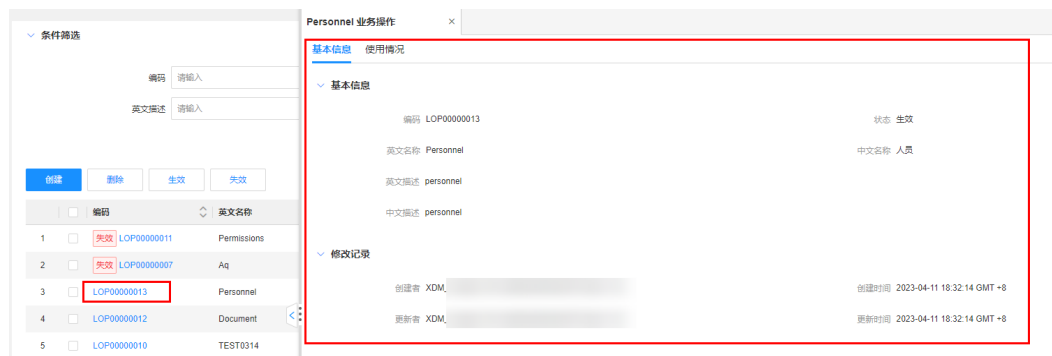 条件筛选
编码 请输入
英文描述 请输入
创建 删除 生效 失效
编码 英文名称
1 失效 LOP00000011 Permissions
2 失效 LOP00000007 Aq
3 LOP00000013 Personnel
4 LOP00000012 Document
5 LOP00000010 TEST0314
Personnel 业务操作 ×
基本信息 使用情况
基本信息
编码 LOP00000013 状态 生效
英文名称 Personnel 中文名称 人员
英文描述 personnel
中文描述 personnel
修改记录
创建者 XDM_ 创建时间 2023-04-11 18:32:14 GMT +8
更新者 XDM_ 更新时间 2023-04-11 18:32:14 GMT +8